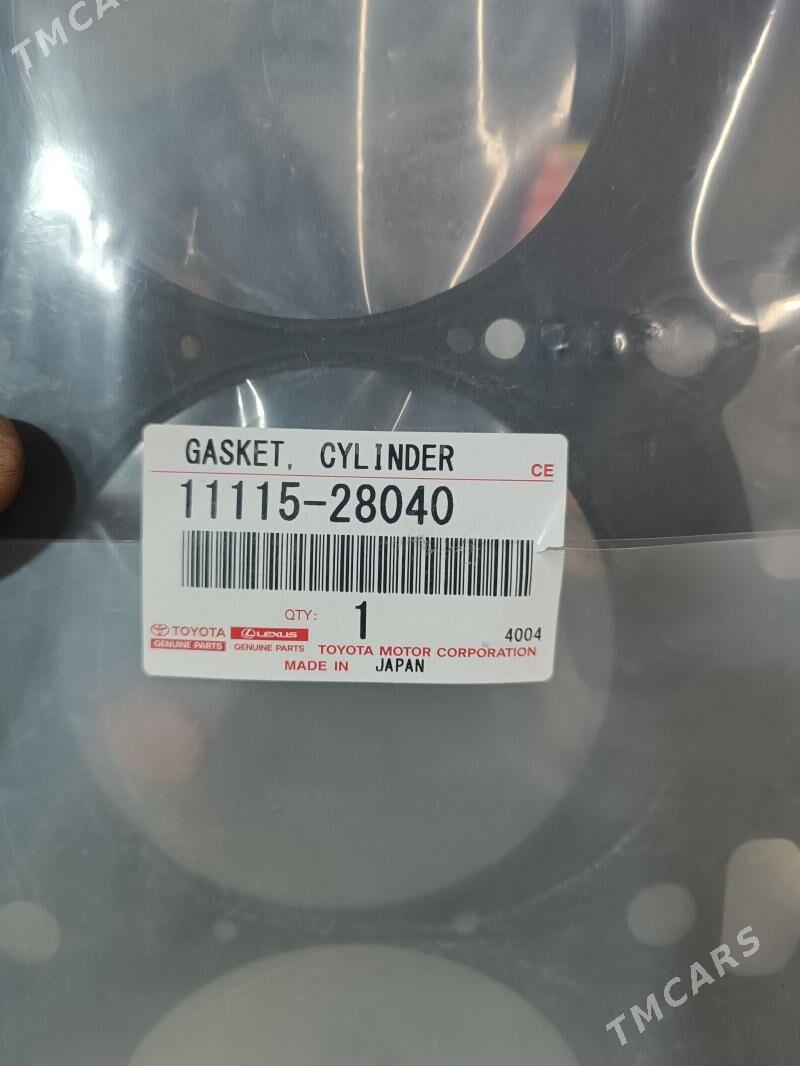 TMCARS
GASKET, CYLINDER
CE
11115-28040
QTY: 1
4004
TOYOTA LEXUS
GENUINE PARTS GENUINE PARTS TOYOTA MOTOR CORPORATION
MADE IN JAPAN
TMCARS